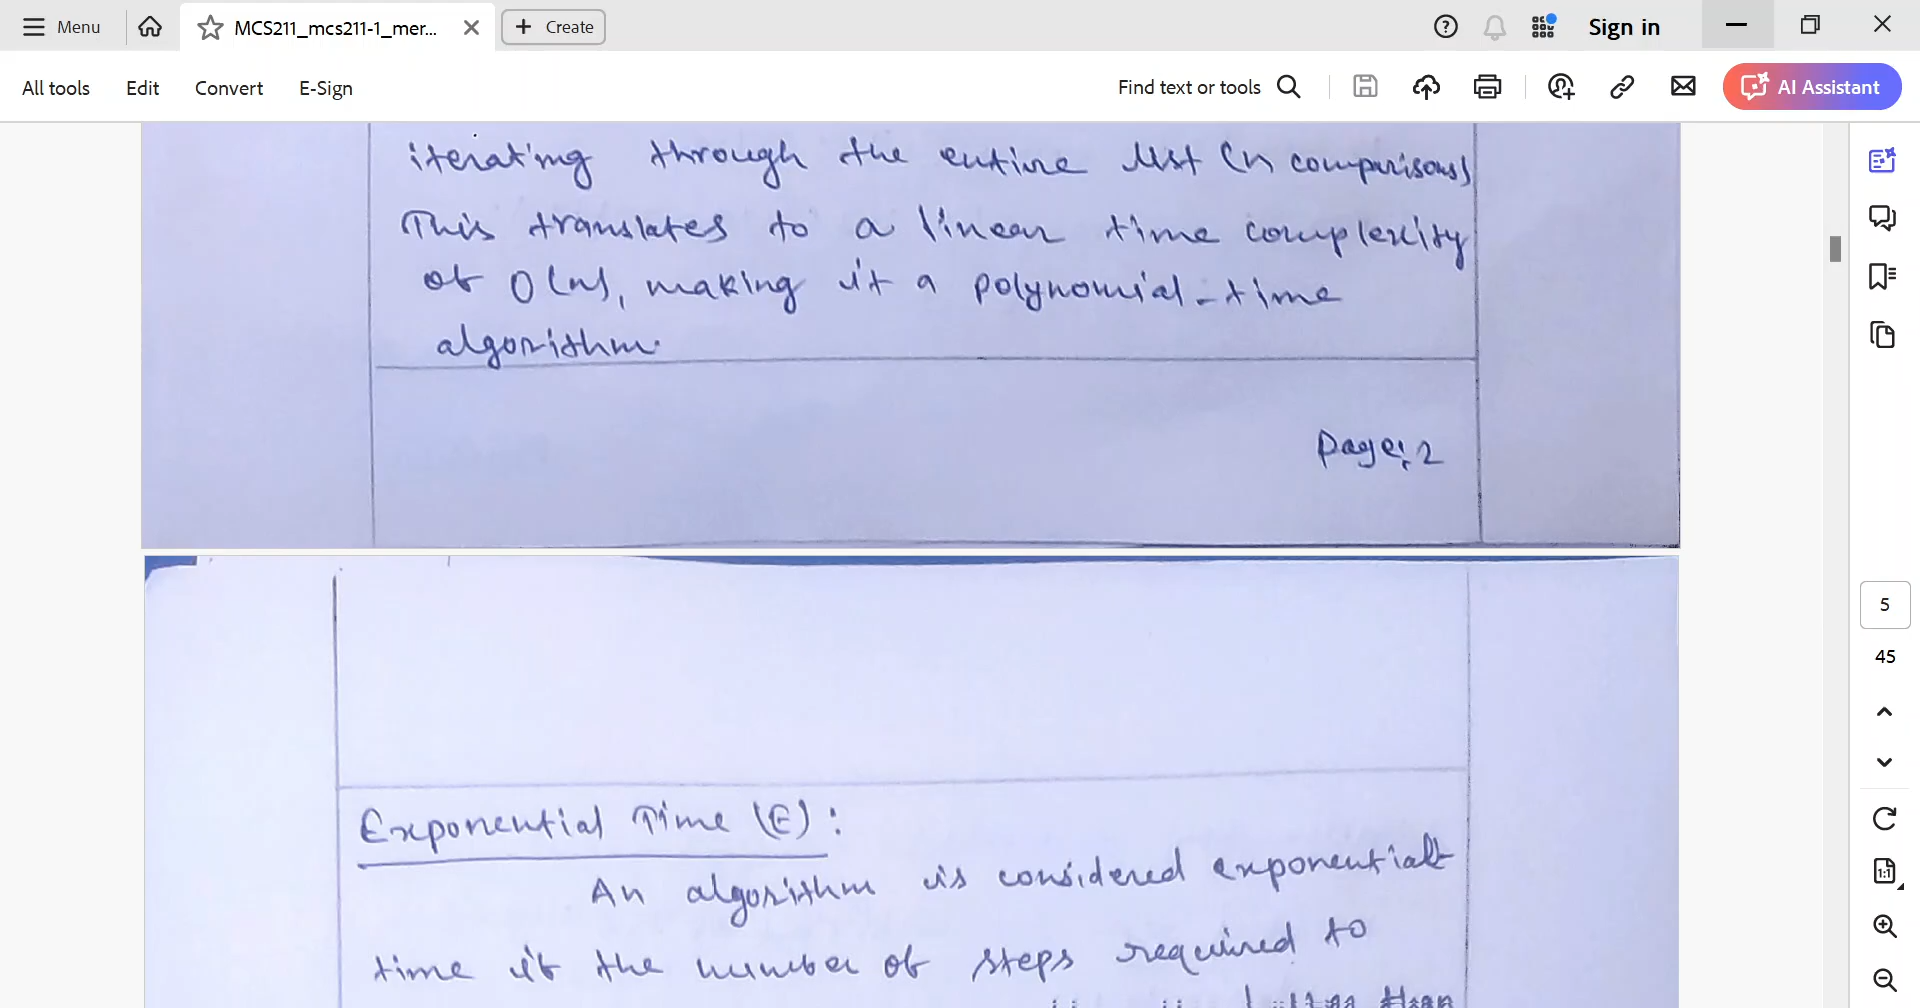 Menu
MCS211_mcs211-1_mer...
Create
Sign in
All tools
Edit
Convert
E-Sign
Find text or tools
AI Assistant
iterating through the entire list (n comparisons)
This translates to a linear time complexity
of O(n), making it a polynomial-time
algorithm.
Page: 2
Exponential Time (E):
An algorithm is considered exponential
time if the number of steps required to
than
5
45